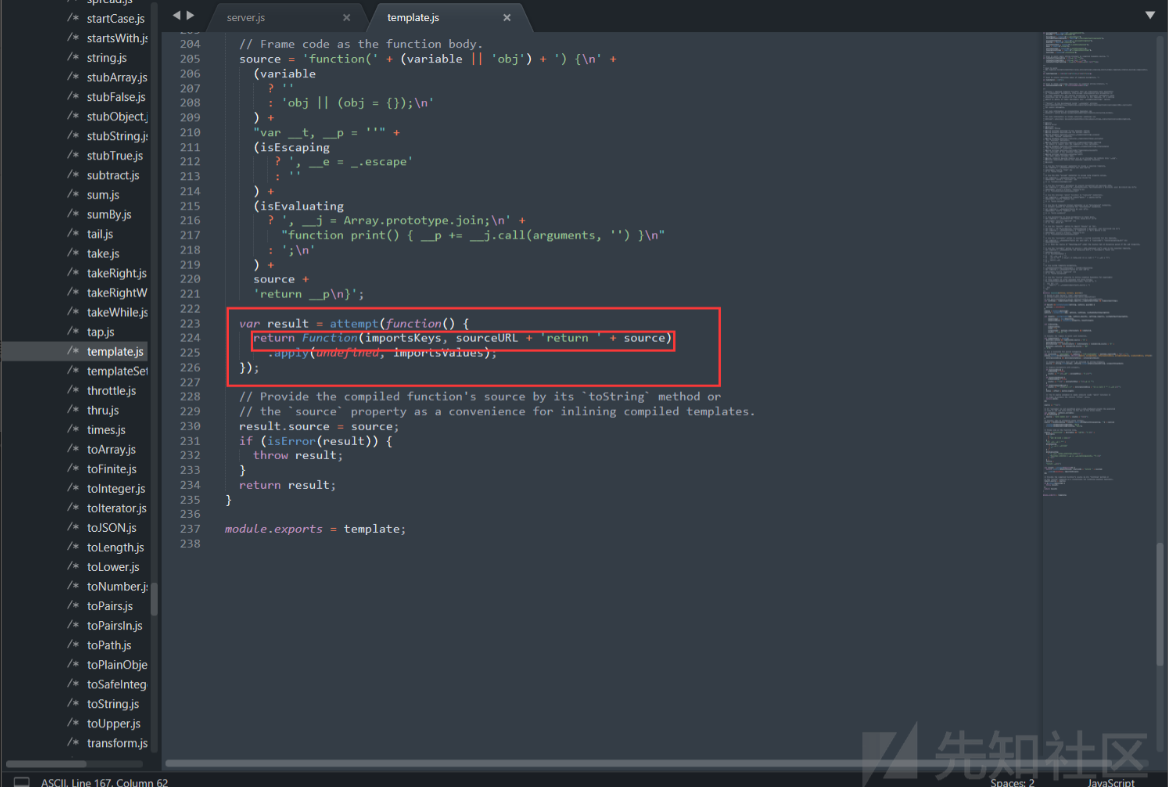 spread.js
startCase.js
startsWith.js
string.js
stubArray.js
stubFalse.js
stubObject.j
stubString.js
stubTrue.js
subtract.js
sum.js
sumBy.js
tail.js
take.js
takeRight.js
takeRightW
takeWhile.js
tap.js
template.js
templateSet
throttle.js
thru.js
times.js
toArray.js
toFinite.js
toInteger.js
toIterator.js
toJSON.js
toLength.js
toLower.js
toNumber.js
toPairs.js
toPairsIn.js
toPath.js
toPlainObje
toSafeInteg
toString.js
toUpper.js
transform.js
server.js
template.js
204 // Frame code as the function body.
205 source = 'function(' + (variable || 'obj') + ') {\n' +
206 (variable
207 ? ''
208 : 'obj || (obj = {});\n'
209 ) +
210 "var __t, __p = ''" +
211 (isEscaping
212 ? ', __e = _.escape'
213 : ''
214 ) +
215 (isEvaluating
216 ? ', __j = Array.prototype.join;\n' +
217 "function print() { __p += __j.call(arguments, '') }\n"
218 : ';\n'
219 ) +
220 source +
221 'return __p\n}';
222
223 var result = attempt(function() {
224 return Function(importsKeys, sourceURL + 'return ' + source)
225 .apply(undefined, importsValues);
226 });
227
228 // Provide the compiled function's source by its `toString` method or
229 // the `source` property as a convenience for inlining compiled templates.
230 result.source = source;
231 if (isError(result)) {
232 throw result;
233 }
234 return result;
235 }
236
237 module.exports = template;
238
先知社区
ASCII, Line 167, Column 62
Spaces: 2
JavaScript